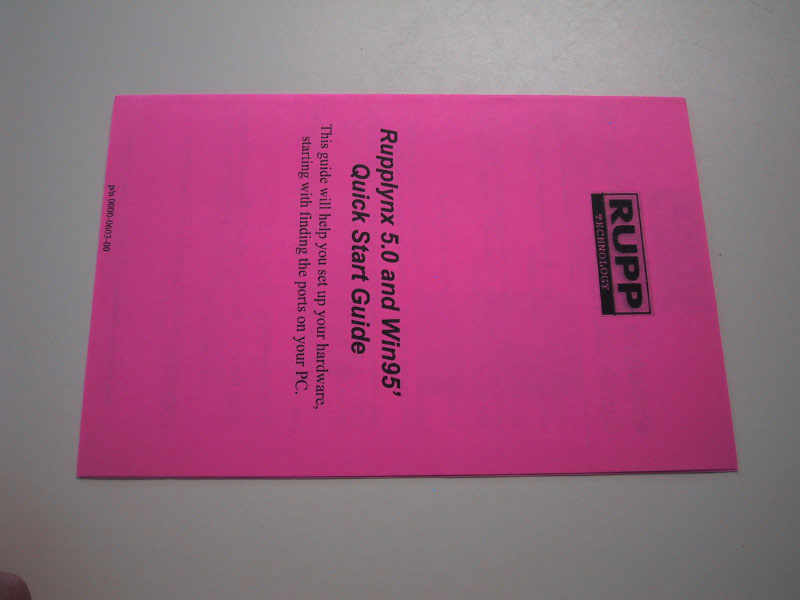 RUPP
TECHNOLOGY
Rupplynx 5.0 and Win95'
Quick Start Guide
This guide will help you set up your hardware,
starting with finding the ports on your PC.
p/n 0000-0603-00